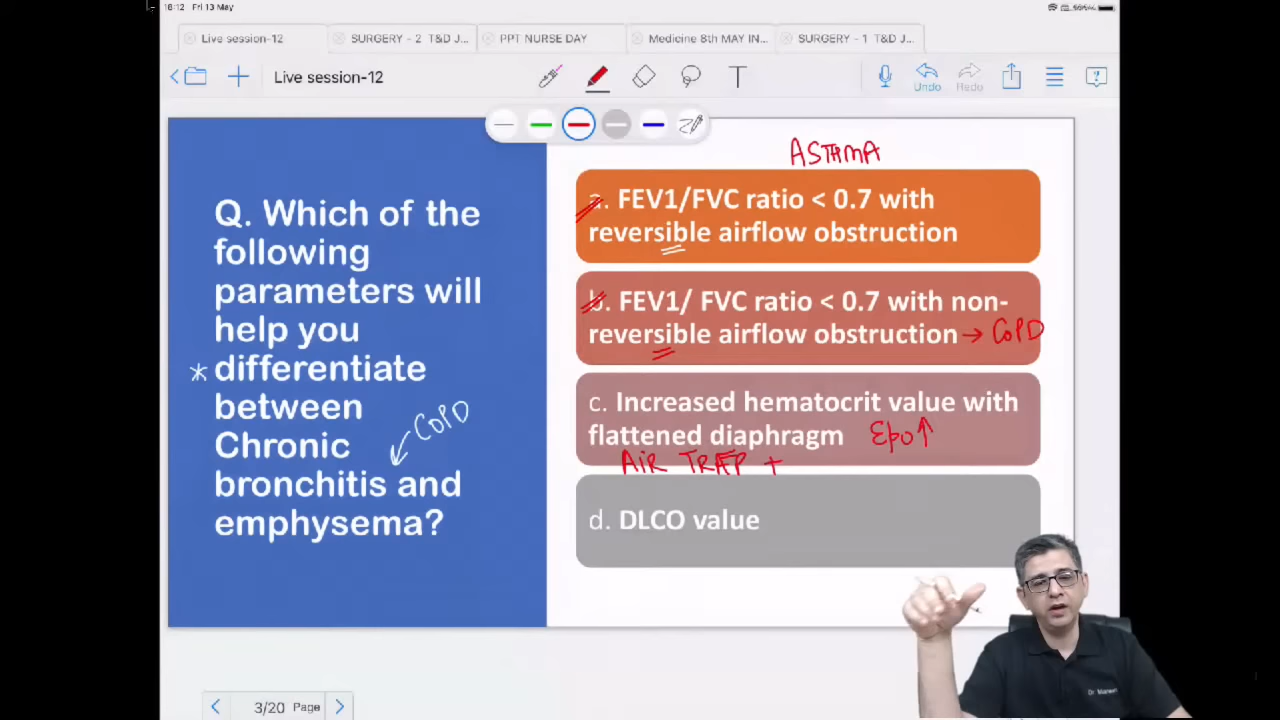 18:12 Fri 13 May
Live session-12
SURGERY - 2 T&D J...
PPT NURSE DAY
Medicine 8th MAY IN...
SURGERY - 1 T&D J...
Live session-12
T
Undo
Redo
?
ASTHMA
Q. Which of the
following
parameters will
help you
* differentiate
between
Chronic
bronchitis and
emphysema?
COPD
a. FEV1/FVC ratio < 0.7 with
reversible airflow obstruction
b. FEV1/ FVC ratio < 0.7 with non-
reversible airflow obstruction → COPD
c. Increased hematocrit value with
flattened diaphragm EPO↑
AIR TRAP +
d. DLCO value
3/20 Page